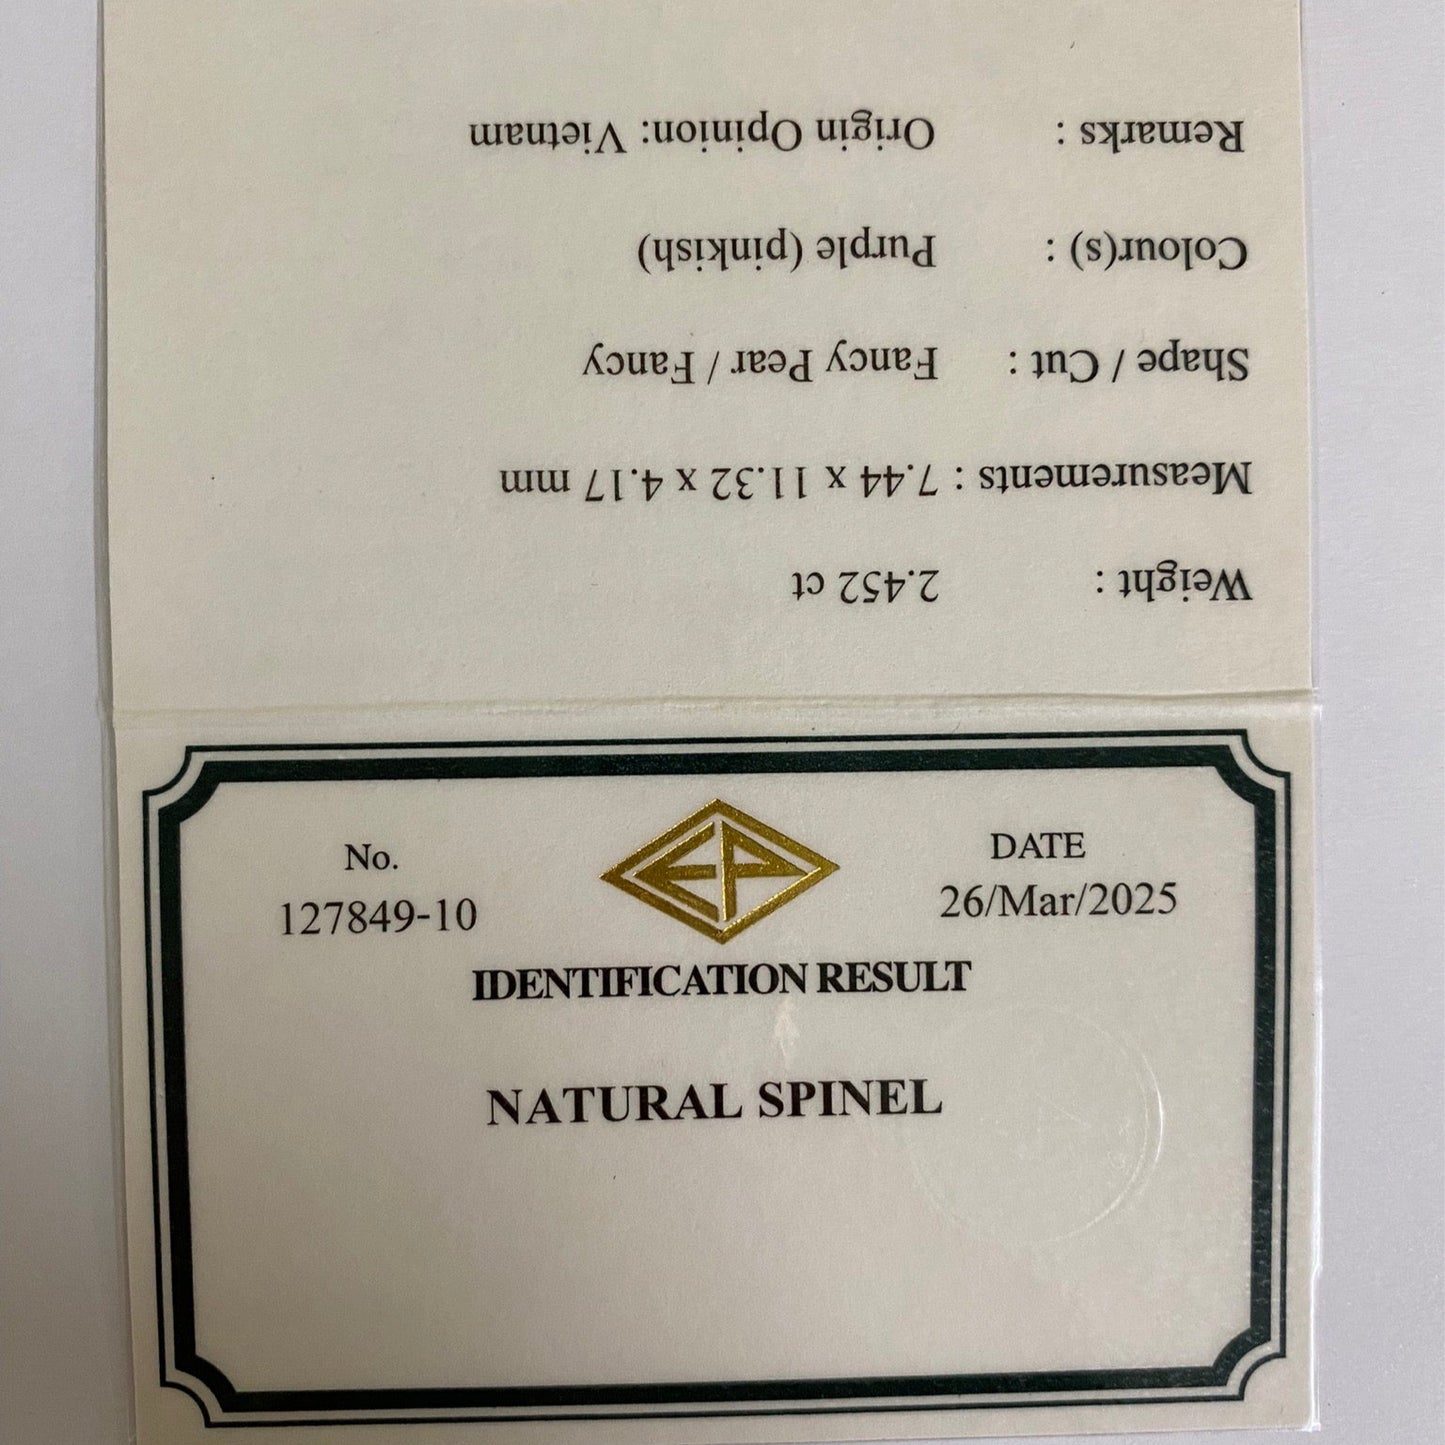 No.
127849-10
EP
DATE
26/Mar/2025
IDENTIFICATION RESULT
NATURAL SPINEL
Weight : 2.452 ct
Measurements : 7.44 x 11.32 x 4.17 mm
Shape / Cut : Fancy Pear / Fancy
Colour(s) : Purple (pinkish)
Remarks : Origin Opinion: Vietnam